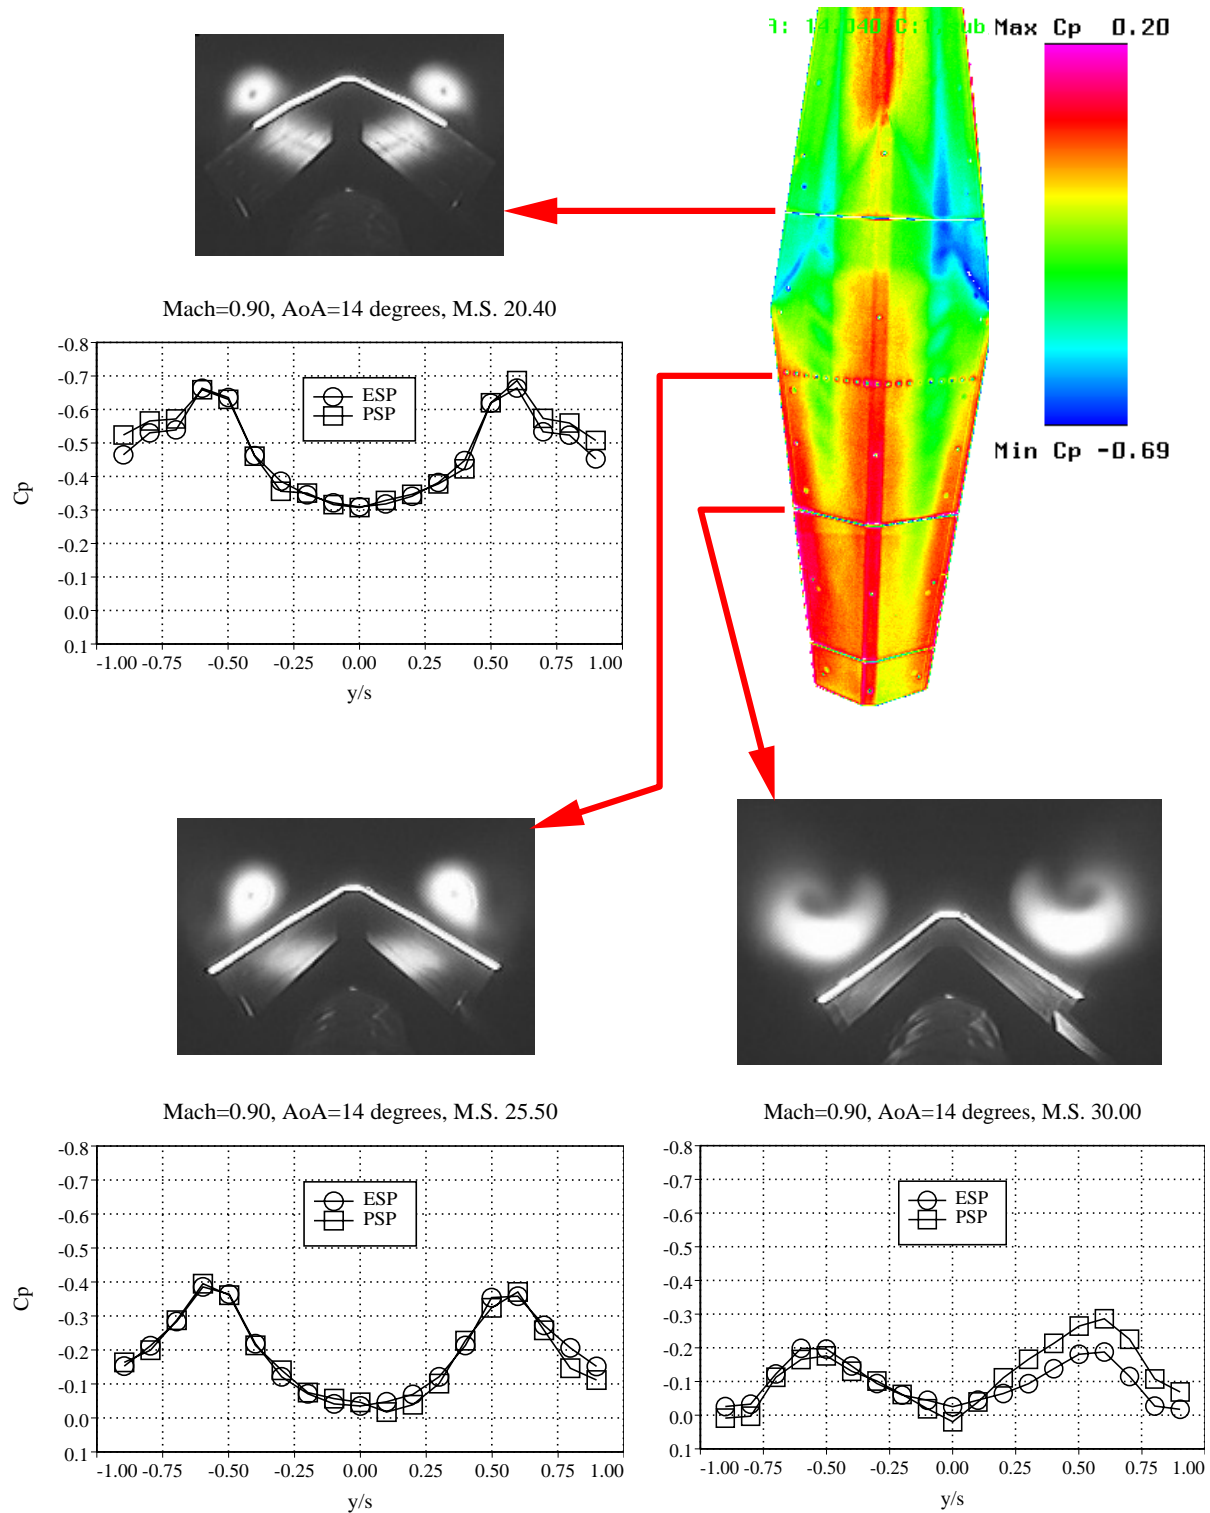 Max Cp 0.20
Min Cp -0.69
Mach=0.90, AoA=14 degrees, M.S. 20.40
-0.8
-0.7
-0.6
-0.5
-0.4
-0.3
-0.2
-0.1
0.0
0.1
Cp
ESP
PSP
-1.00 -0.75 -0.50 -0.25 0.00 0.25 0.50 0.75 1.00
y/s
Mach=0.90, AoA=14 degrees, M.S. 25.50
-0.8
-0.7
-0.6
-0.5
-0.4
-0.3
-0.2
-0.1
0.0
0.1
Cp
ESP
PSP
-1.00 -0.75 -0.50 -0.25 0.00 0.25 0.50 0.75 1.00
y/s
Mach=0.90, AoA=14 degrees, M.S. 30.00
-0.8
-0.7
-0.6
-0.5
-0.4
-0.3
-0.2
-0.1
0.0
0.1
ESP
PSP
-1.00 -0.75 -0.50 -0.25 0.00 0.25 0.50 0.75 1.00
y/s